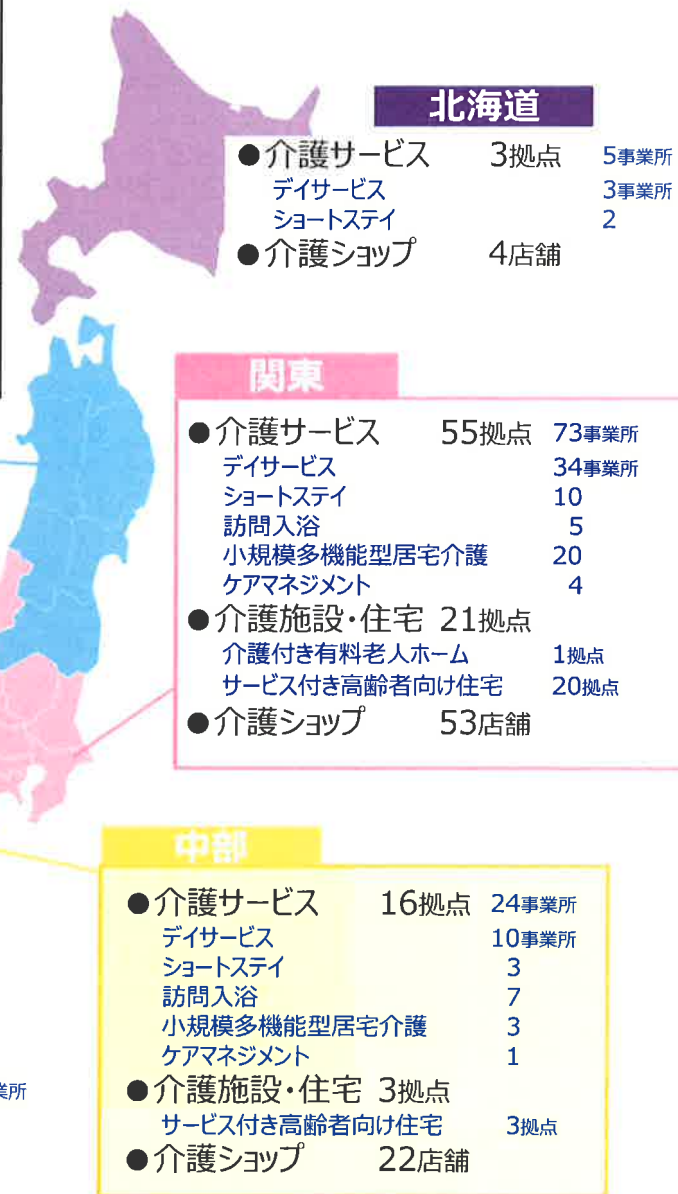 北海道
●介護サービス 3拠点 5事業所
デイサービス 3事業所
ショートステイ 2
●介護ショップ 4店舗
関東
●介護サービス 55拠点 73事業所
デイサービス 34事業所
ショートステイ 10
訪問入浴 5
小規模多機能型居宅介護 20
ケアマネジメント 4
●介護施設・住宅 21拠点
介護付き有料老人ホーム 1拠点
サービス付き高齢者向け住宅 20拠点
●介護ショップ 53店舗
中部
●介護サービス 16拠点 24事業所
デイサービス 10事業所
ショートステイ 3
訪問入浴 7
小規模多機能型居宅介護 3
ケアマネジメント 1
●介護施設・住宅 3拠点
サービス付き高齢者向け住宅 3拠点
●介護ショップ 22店舗
業所